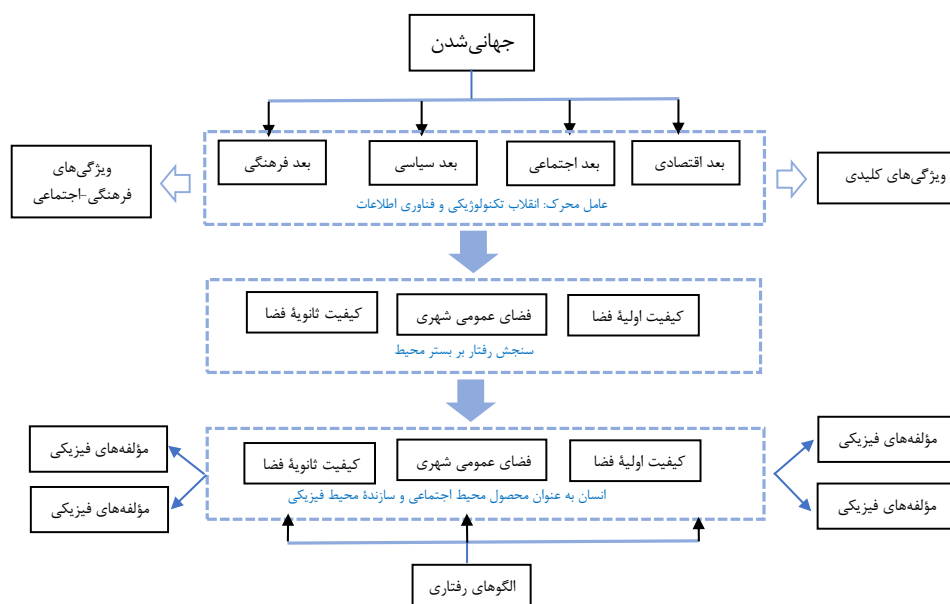 جهانی‌شدن
بعد اقتصادی
بعد اجتماعی
بعد سیاسی
بعد فرهنگی
ویژگی‌های کلیدی
ویژگی‌های
فرهنگی-اجتماعی
عامل محرک: انقلاب تکنولوژیکی و فناوری اطلاعات
کیفیت اولیهٔ فضا
فضای عمومی شهری
کیفیت ثانویهٔ فضا
سنجش رفتار بر بستر محیط
مؤلفه‌های فیزیکی
کیفیت اولیهٔ فضا
فضای عمومی شهری
کیفیت ثانویهٔ فضا
مؤلفه‌های فیزیکی
مؤلفه‌های فیزیکی
انسان به عنوان محصول محیط اجتماعی و سازندهٔ محیط فیزیکی
مؤلفه‌های فیزیکی
الگوهای رفتاری